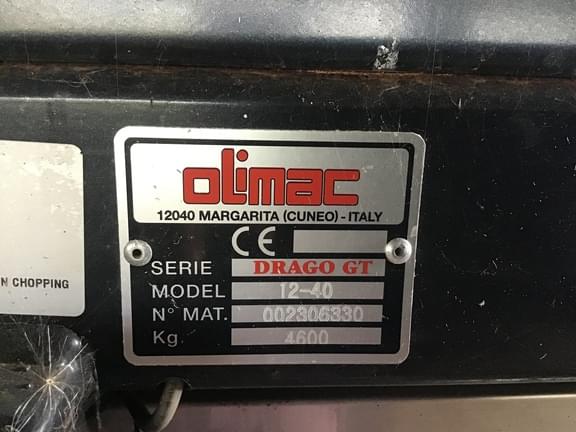 olimac
12040 MARGARITA (CUNEO) - ITALY
CE
SERIE DRAGO GT
MODEL 12-40
N° MAT. 002306330
Kg. 4600
N CHOPPING